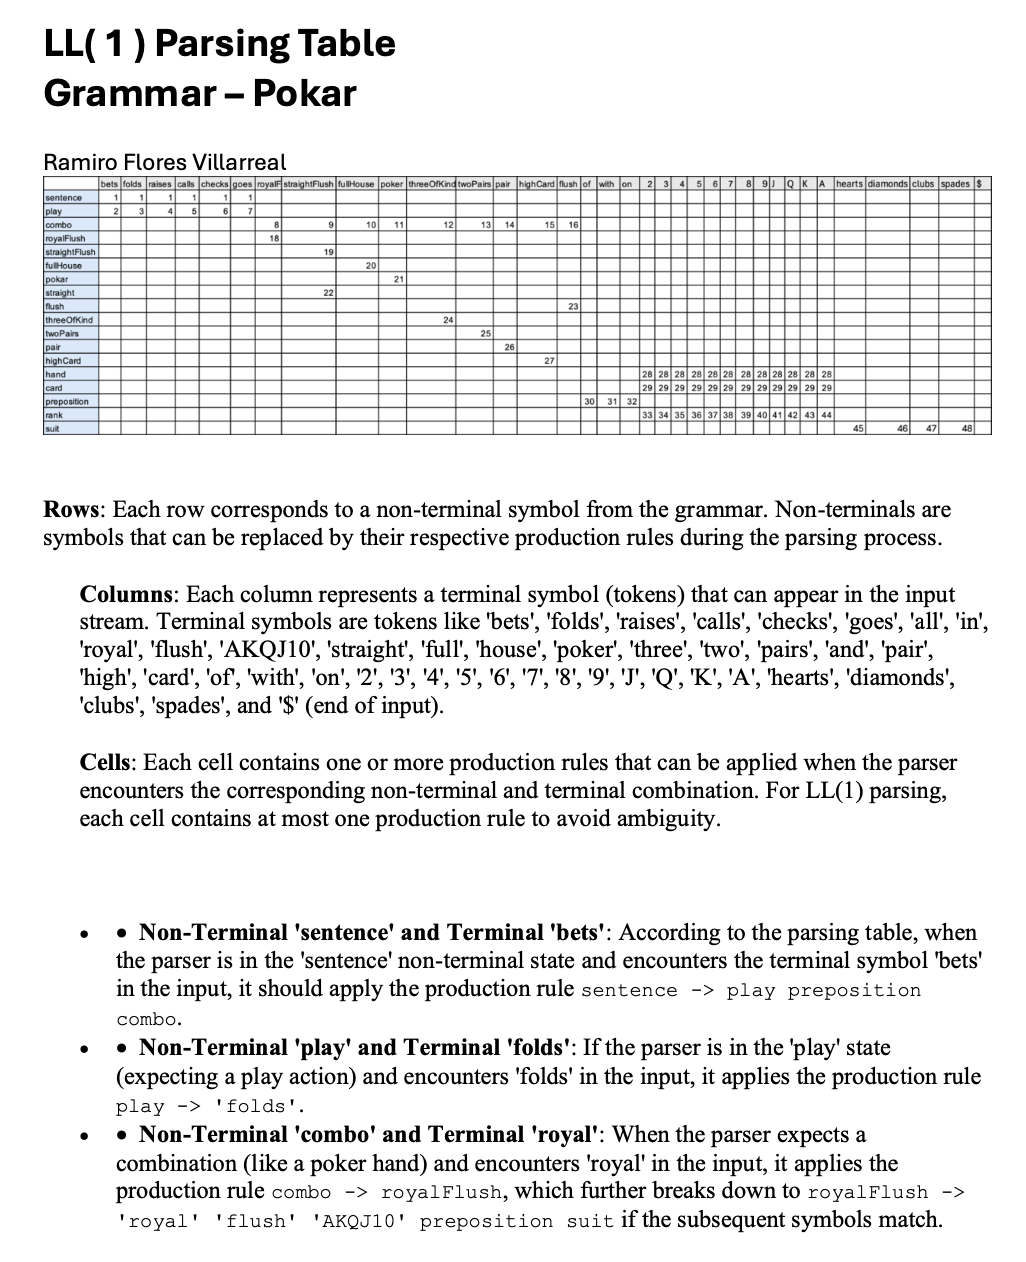 LL( 1 ) Parsing Table
Grammar – Pokar
Ramiro Flores Villarreal
bets folds raises calls checks goes royalF straightFlush fullHouse poker threeOfKind twoPairs pair highCard flush of with on 2 3 4 5 6 7 8 9 J Q K A hearts diamonds clubs spades $
sentence 1 1 1 1 1 1
play 2 3 4 5 6 7
combo 8 9 10 11 12 13 14 15 16
royalFlush 18
straightFlush 19
fullHouse 20
pokar 21
straight 22
flush 23
threeOfKind 24
twoPairs 25
pair 26
highCard 27
hand 28 28 28 28 28 28 28 28 28 28 28 28
card 29 29 29 29 29 29 29 29 29 29 29 29
preposition 30 31 32
rank 33 34 35 36 37 38 39 40 41 42 43 44
suit 45 46 47 48
Rows: Each row corresponds to a non-terminal symbol from the grammar. Non-terminals are
symbols that can be replaced by their respective production rules during the parsing process.
Columns: Each column represents a terminal symbol (tokens) that can appear in the input
stream. Terminal symbols are tokens like 'bets', 'folds', 'raises', 'calls', 'checks', 'goes', 'all', 'in',
'royal', 'flush', 'AKQJ10', 'straight', 'full', 'house', 'poker', 'three', 'two', 'pairs', 'and', 'pair',
'high', 'card', 'of', 'with', 'on', '2', '3', '4', '5', '6', '7', '8', '9', 'J', 'Q', 'K', 'A', 'hearts', 'diamonds',
'clubs', 'spades', and '$' (end of input).
Cells: Each cell contains one or more production rules that can be applied when the parser
encounters the corresponding non-terminal and terminal combination. For LL(1) parsing,
each cell contains at most one production rule to avoid ambiguity.
• • Non-Terminal 'sentence' and Terminal 'bets': According to the parsing table, when
the parser is in the 'sentence' non-terminal state and encounters the terminal symbol 'bets'
in the input, it should apply the production rule sentence -> play preposition
combo.
• • Non-Terminal 'play' and Terminal 'folds': If the parser is in the 'play' state
(expecting a play action) and encounters 'folds' in the input, it applies the production rule
play -> 'folds'.
• • Non-Terminal 'combo' and Terminal 'royal': When the parser expects a
combination (like a poker hand) and encounters 'royal' in the input, it applies the
production rule combo -> royalFlush, which further breaks down to royalFlush ->
'royal' 'flush' 'AKQJ10' preposition suit if the subsequent symbols match.